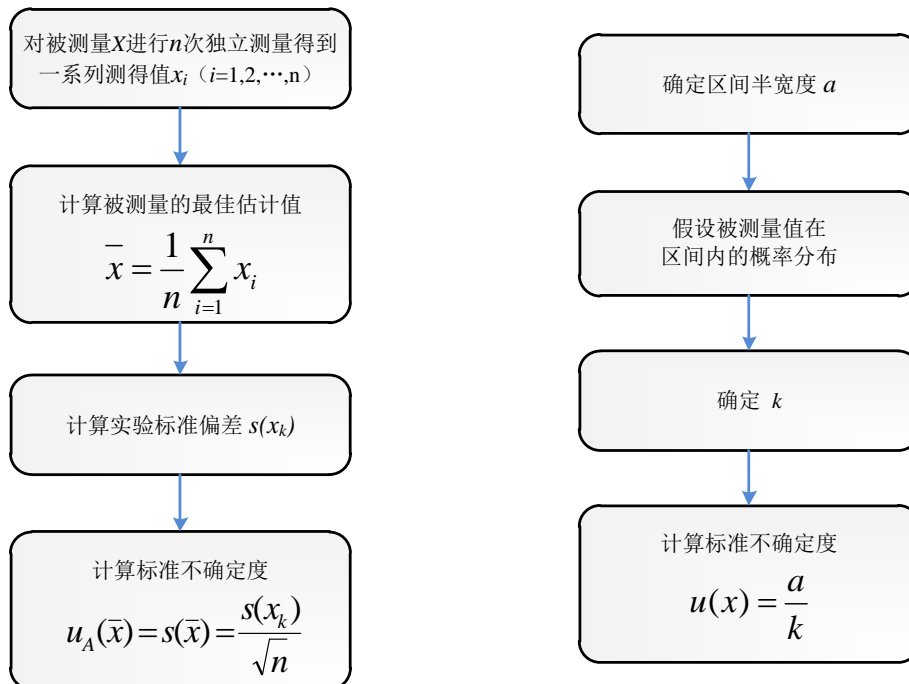 对被测量X进行n次独立测量得到
一系列测得值xᵢ（i=1,2,⋯,n）
计算被测量的最佳估计值
x̅ = 1/n ∑ᵢ₌₁ⁿ xᵢ
计算实验标准偏差 s(xₖ)
计算标准不确定度
u_A(x̅) = s(x̅) = s(xₖ)/√n
确定区间半宽度 a
假设被测量值在
区间内的概率分布
确定 k
计算标准不确定度
u(x) = a/k